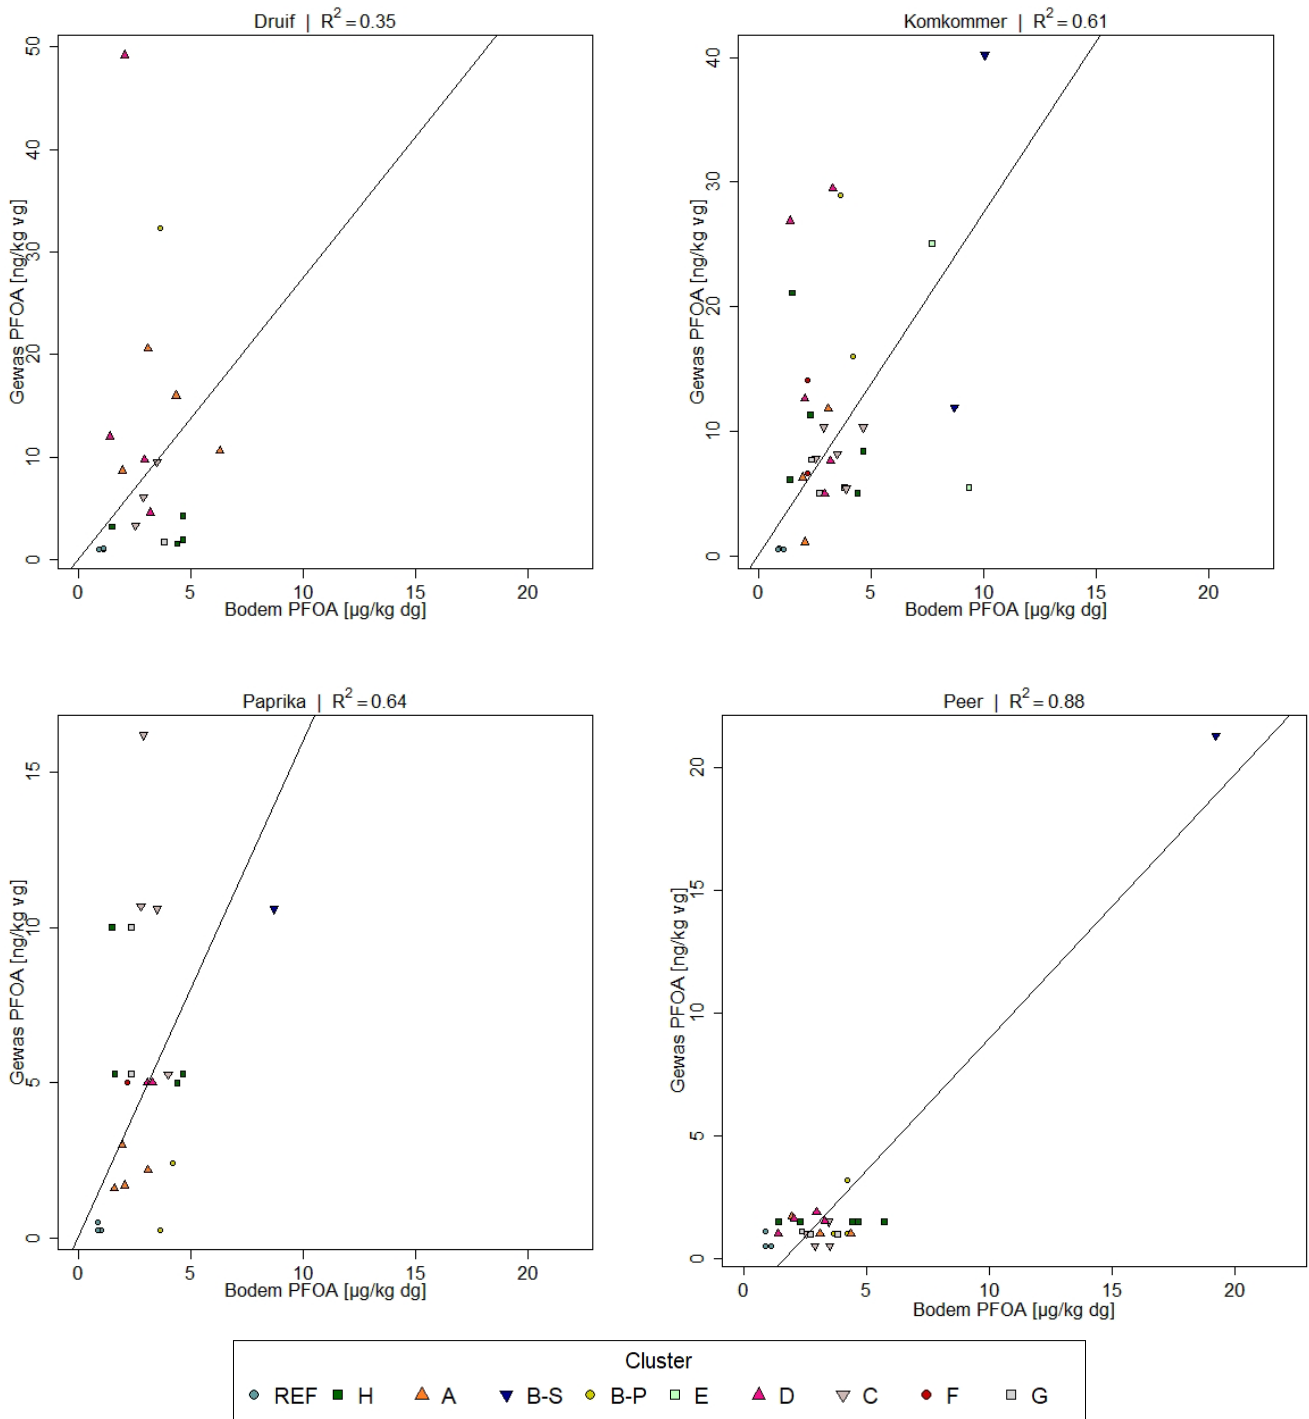 Druif | R² = 0.35
50
40
30
20
10
0
Gewas PFOA [ng/kg vg]
0 5 10 15 20
Bodem PFOA [µg/kg dg]
Komkommer | R² = 0.61
40
30
20
10
0
Gewas PFOA [ng/kg vg]
0 5 10 15 20
Bodem PFOA [µg/kg dg]
Paprika | R² = 0.64
15
10
5
0
Gewas PFOA [ng/kg vg]
0 5 10 15 20
Bodem PFOA [µg/kg dg]
Peer | R² = 0.88
20
15
10
5
0
Gewas PFOA [ng/kg vg]
0 5 10 15 20
Bodem PFOA [µg/kg dg]
Cluster
REF H A B-S B-P E D C F G